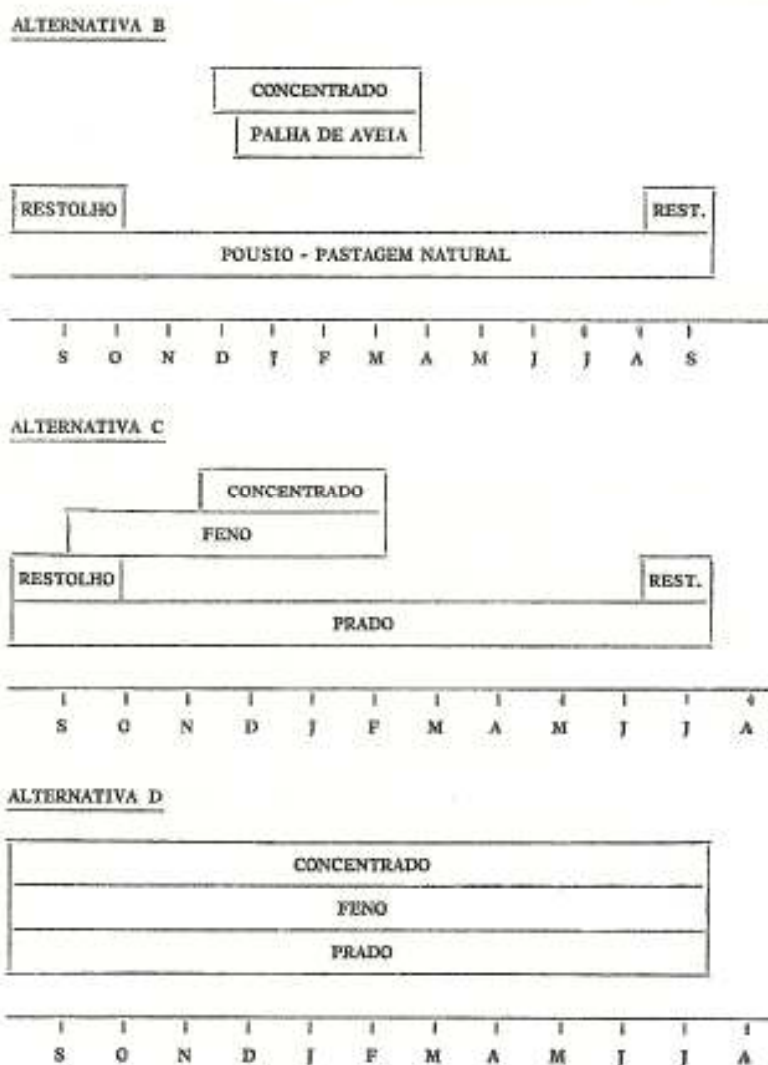 ALTERNATIVA B
CONCENTRADO
PALHA DE AVEIA
RESTOLHO REST.
POUSIO - PASTAGEM NATURAL
S O N D J F M A M J J A S
ALTERNATIVA C
CONCENTRADO
FENO
RESTOLHO REST.
PRADO
S O N D J F M A M J J A
ALTERNATIVA D
CONCENTRADO
FENO
PRADO
S O N D J F M A M J J A